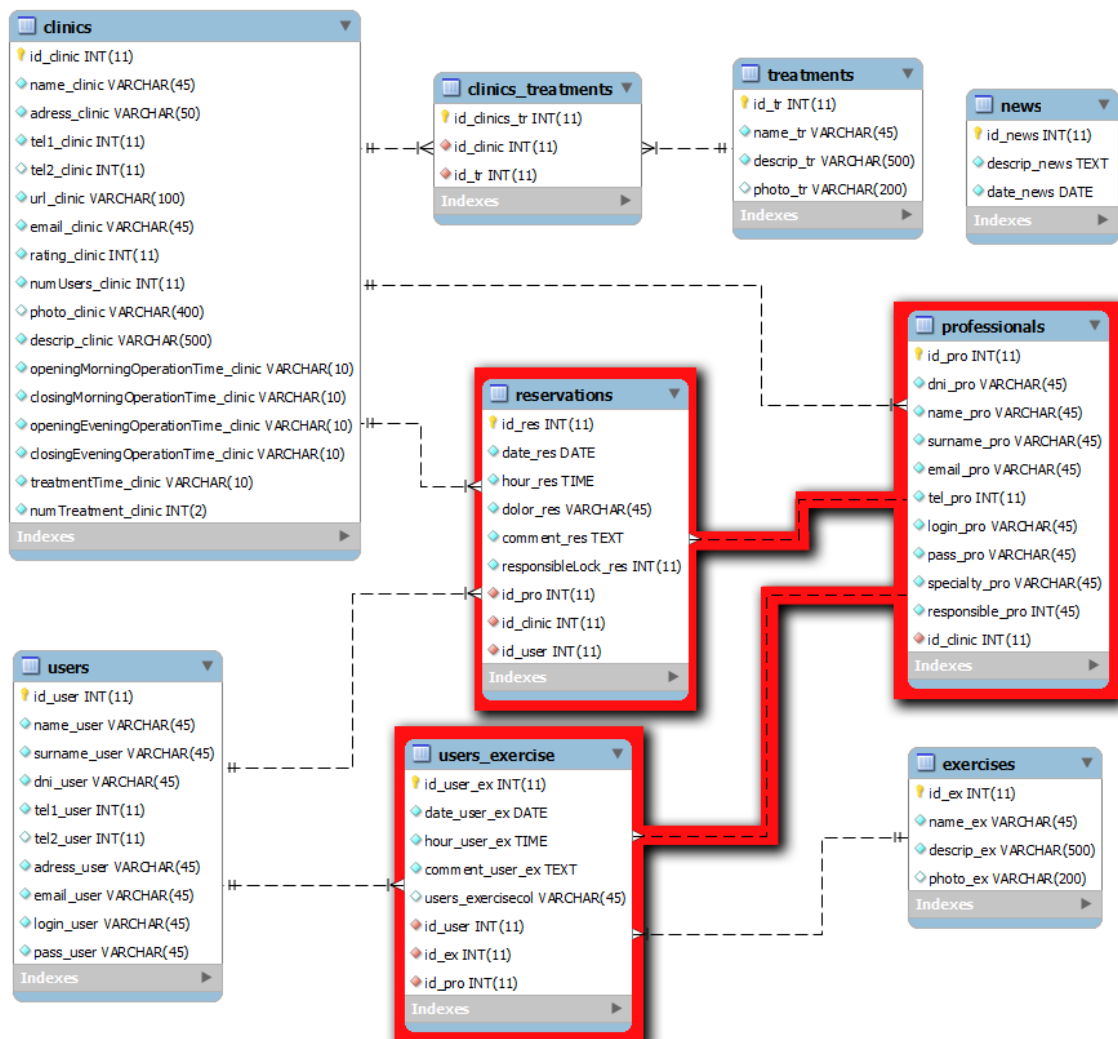 clinics
id_clinic INT(11)
name_clinic VARCHAR(45)
adress_clinic VARCHAR(50)
tel1_clinic INT(11)
tel2_clinic INT(11)
url_clinic VARCHAR(100)
email_clinic VARCHAR(45)
rating_clinic INT(11)
numUsers_clinic INT(11)
photo_clinic VARCHAR(400)
descrip_clinic VARCHAR(500)
openingMorningOperationTime_clinic VARCHAR(10)
closingMorningOperationTime_clinic VARCHAR(10)
openingEveningOperationTime_clinic VARCHAR(10)
closingEveningOperationTime_clinic VARCHAR(10)
treatmentTime_clinic VARCHAR(10)
numTreatment_clinic INT(2)
Indexes
clinics_treatments
id_clinics_tr INT(11)
id_clinic INT(11)
id_tr INT(11)
Indexes
treatments
id_tr INT(11)
name_tr VARCHAR(45)
descrip_tr VARCHAR(500)
photo_tr VARCHAR(200)
Indexes
news
id_news INT(11)
descrip_news TEXT
date_news DATE
Indexes
reservations
id_res INT(11)
date_res DATE
hour_res TIME
dolor_res VARCHAR(45)
comment_res TEXT
responsibleLock_res INT(11)
id_pro INT(11)
id_clinic INT(11)
id_user INT(11)
Indexes
professionals
id_pro INT(11)
dni_pro VARCHAR(45)
name_pro VARCHAR(45)
surname_pro VARCHAR(45)
email_pro VARCHAR(45)
tel_pro INT(11)
login_pro VARCHAR(45)
pass_pro VARCHAR(45)
specialty_pro VARCHAR(45)
responsible_pro INT(45)
id_clinic INT(11)
Indexes
users
id_user INT(11)
name_user VARCHAR(45)
surname_user VARCHAR(45)
dni_user VARCHAR(45)
tel1_user INT(11)
tel2_user INT(11)
adress_user VARCHAR(45)
email_user VARCHAR(45)
login_user VARCHAR(45)
pass_user VARCHAR(45)
Indexes
users_exercise
id_user_ex INT(11)
date_user_ex DATE
hour_user_ex TIME
comment_user_ex TEXT
users_exercisecol VARCHAR(45)
id_user INT(11)
id_ex INT(11)
id_pro INT(11)
Indexes
exercises
id_ex INT(11)
name_ex VARCHAR(45)
descrip_ex VARCHAR(500)
photo_ex VARCHAR(200)
Indexes